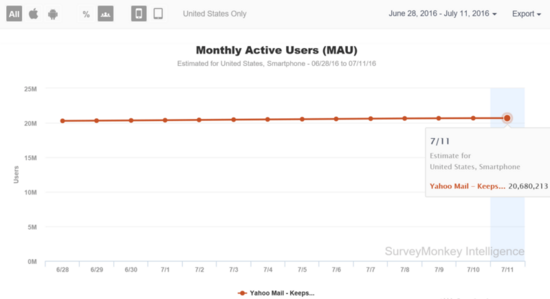 All % United States Only June 28, 2016 - July 11, 2016 Export
Monthly Active Users (MAU)
Estimated for United States, Smartphone - 06/28/16 to 07/11/16
25M
20M
15M
10M
5M
0M
Users
7/11
Estimate for
United States, Smartphone
Yahoo Mail – Keeps... 20,680,213
SurveyMonkey Intelligence
6/28 6/29 6/30 7/1 7/2 7/3 7/4 7/5 7/6 7/7 7/8 7/9 7/10 7/11
Yahoo Mail - Keeps...